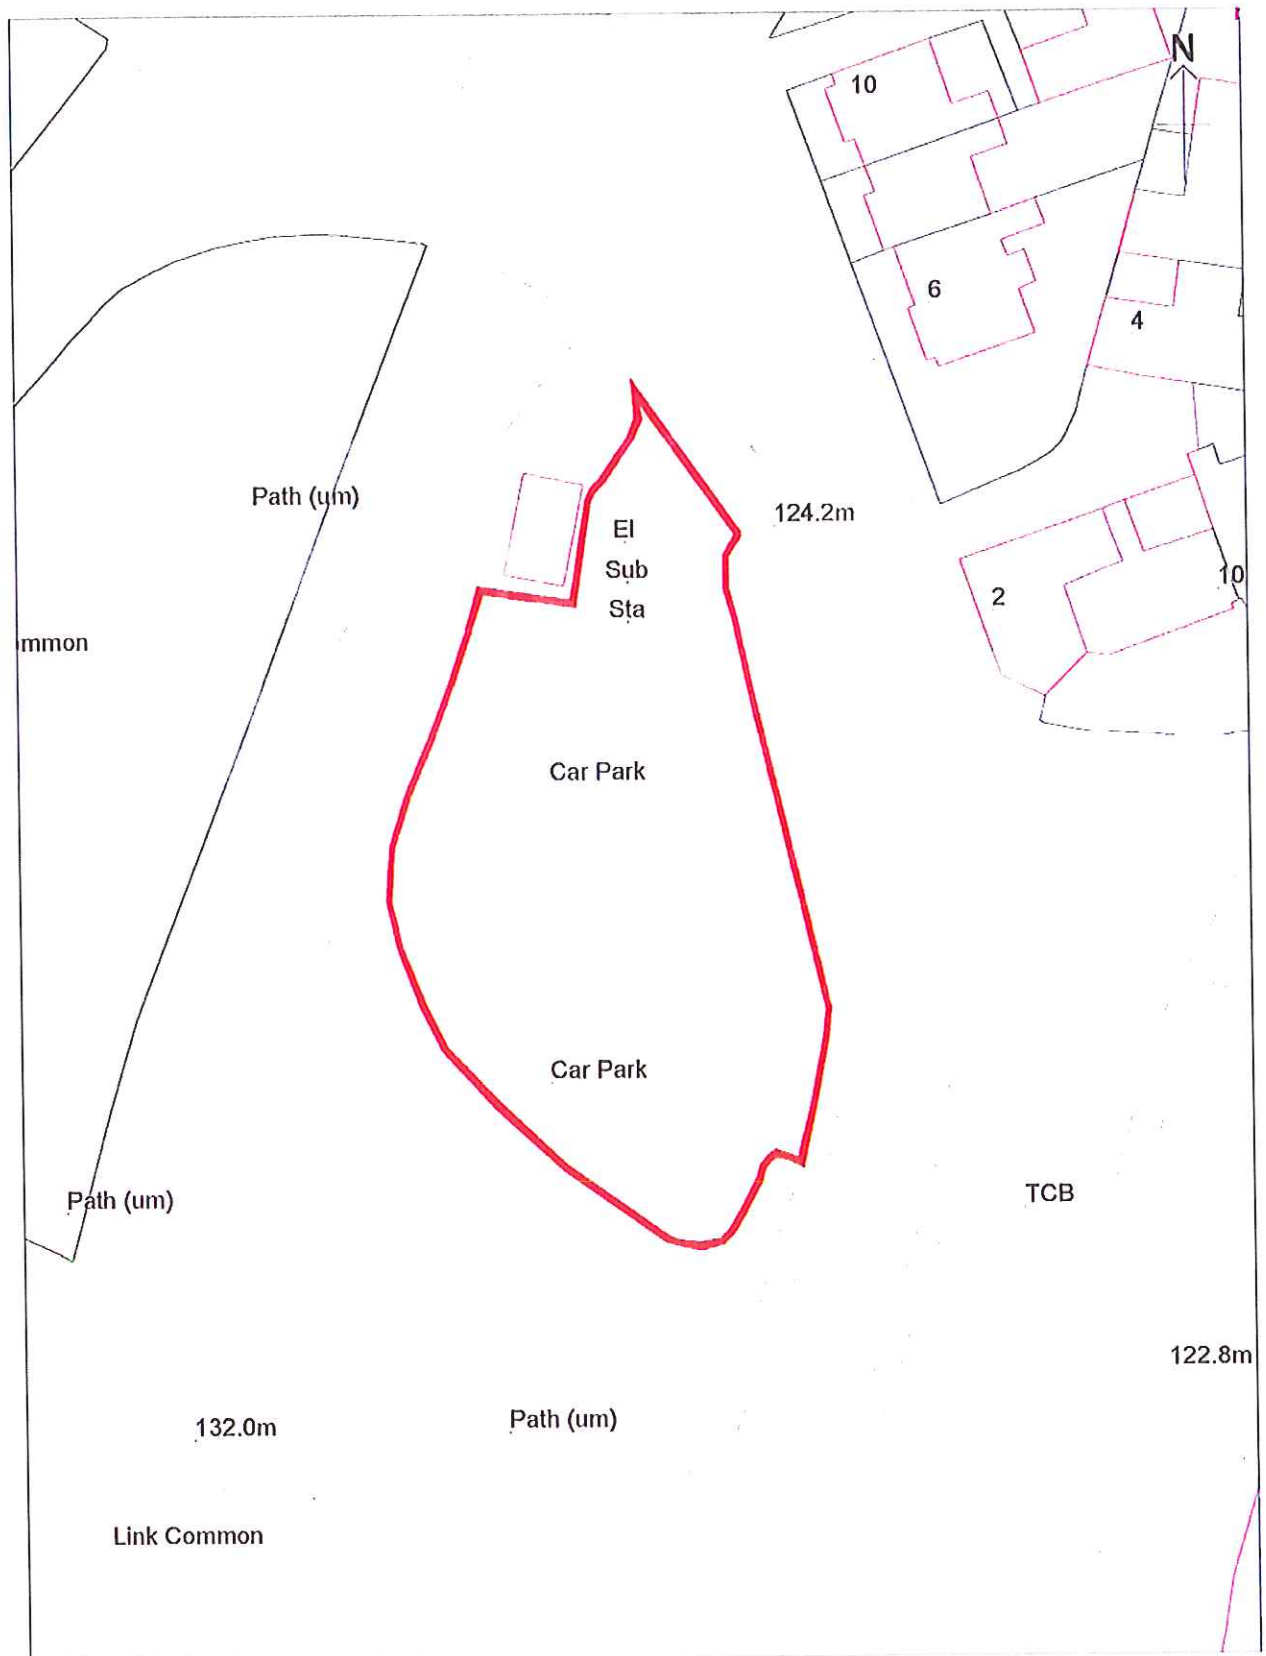 N
10
6
4
Path (um)
124.2m
El
Sub
Sta
10
2
mmon
Car Park
Car Park
Path (um)
TCB
122.8m
132.0m
Path (um)
Link Common